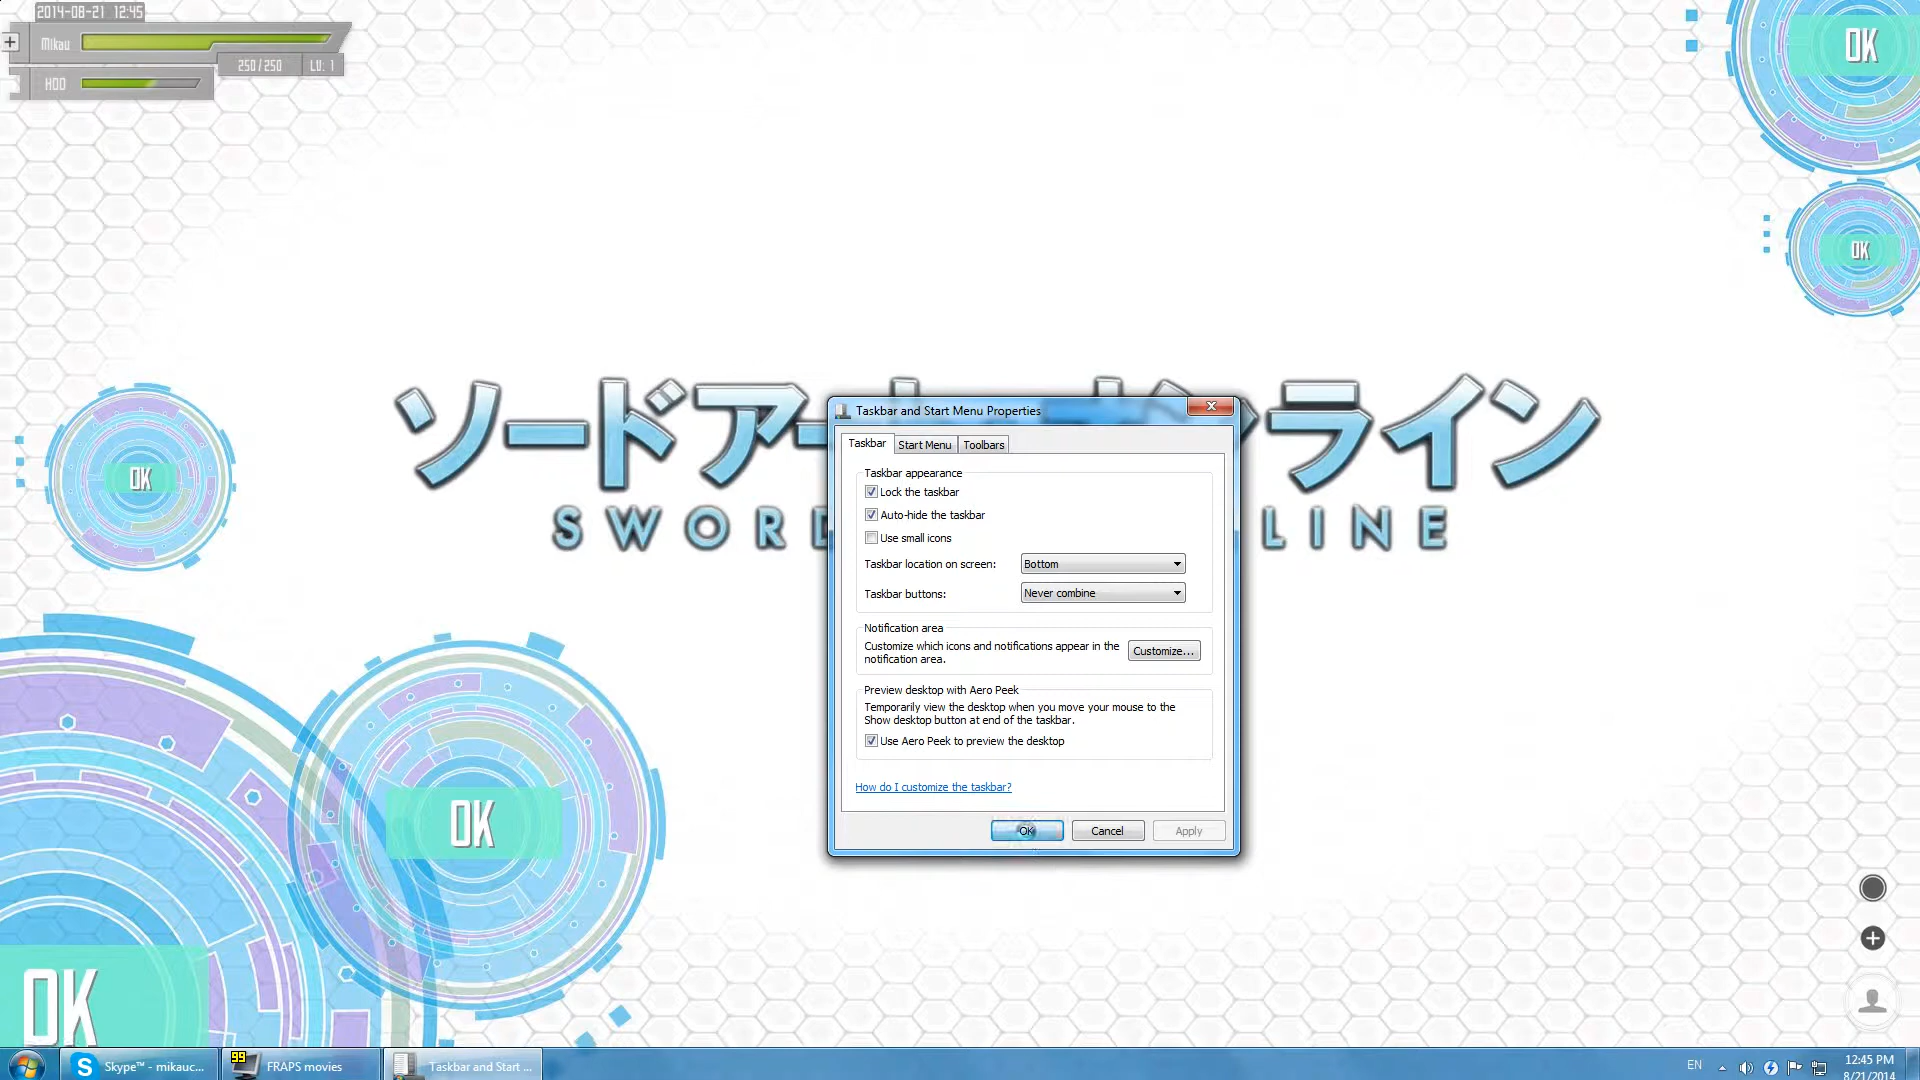 2014-08-21 12:45
Mikau
250/250
LV: 1
HDD
OK
OK
OK
OK
OK
ソードア
ライン
SWORD
LINE
Taskbar and Start Menu Properties
Taskbar
Start Menu
Toolbars
Taskbar appearance
Lock the taskbar
Auto-hide the taskbar
Use small icons
Taskbar location on screen:
Bottom
Taskbar buttons:
Never combine
Notification area
Customize which icons and notifications appear in the
notification area.
Customize...
Preview desktop with Aero Peek
Temporarily view the desktop when you move your mouse to the
Show desktop button at end of the taskbar.
Use Aero Peek to preview the desktop
How do I customize the taskbar?
OK
Cancel
Apply
Skype™ - mikauc...
99
FRAPS movies
Taskbar and Start ...
EN
12:45 PM
8/21/2014